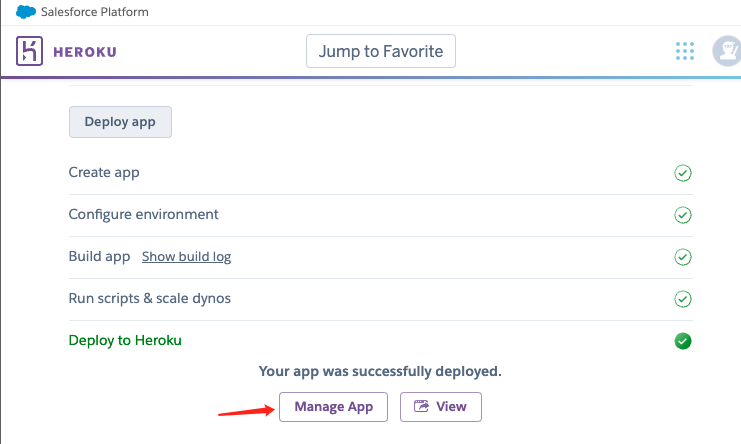 Salesforce Platform
HEROKU
Jump to Favorite
Deploy app
Create app
Configure environment
Build app Show build log
Run scripts & scale dynos
Deploy to Heroku
Your app was successfully deployed.
Manage App View